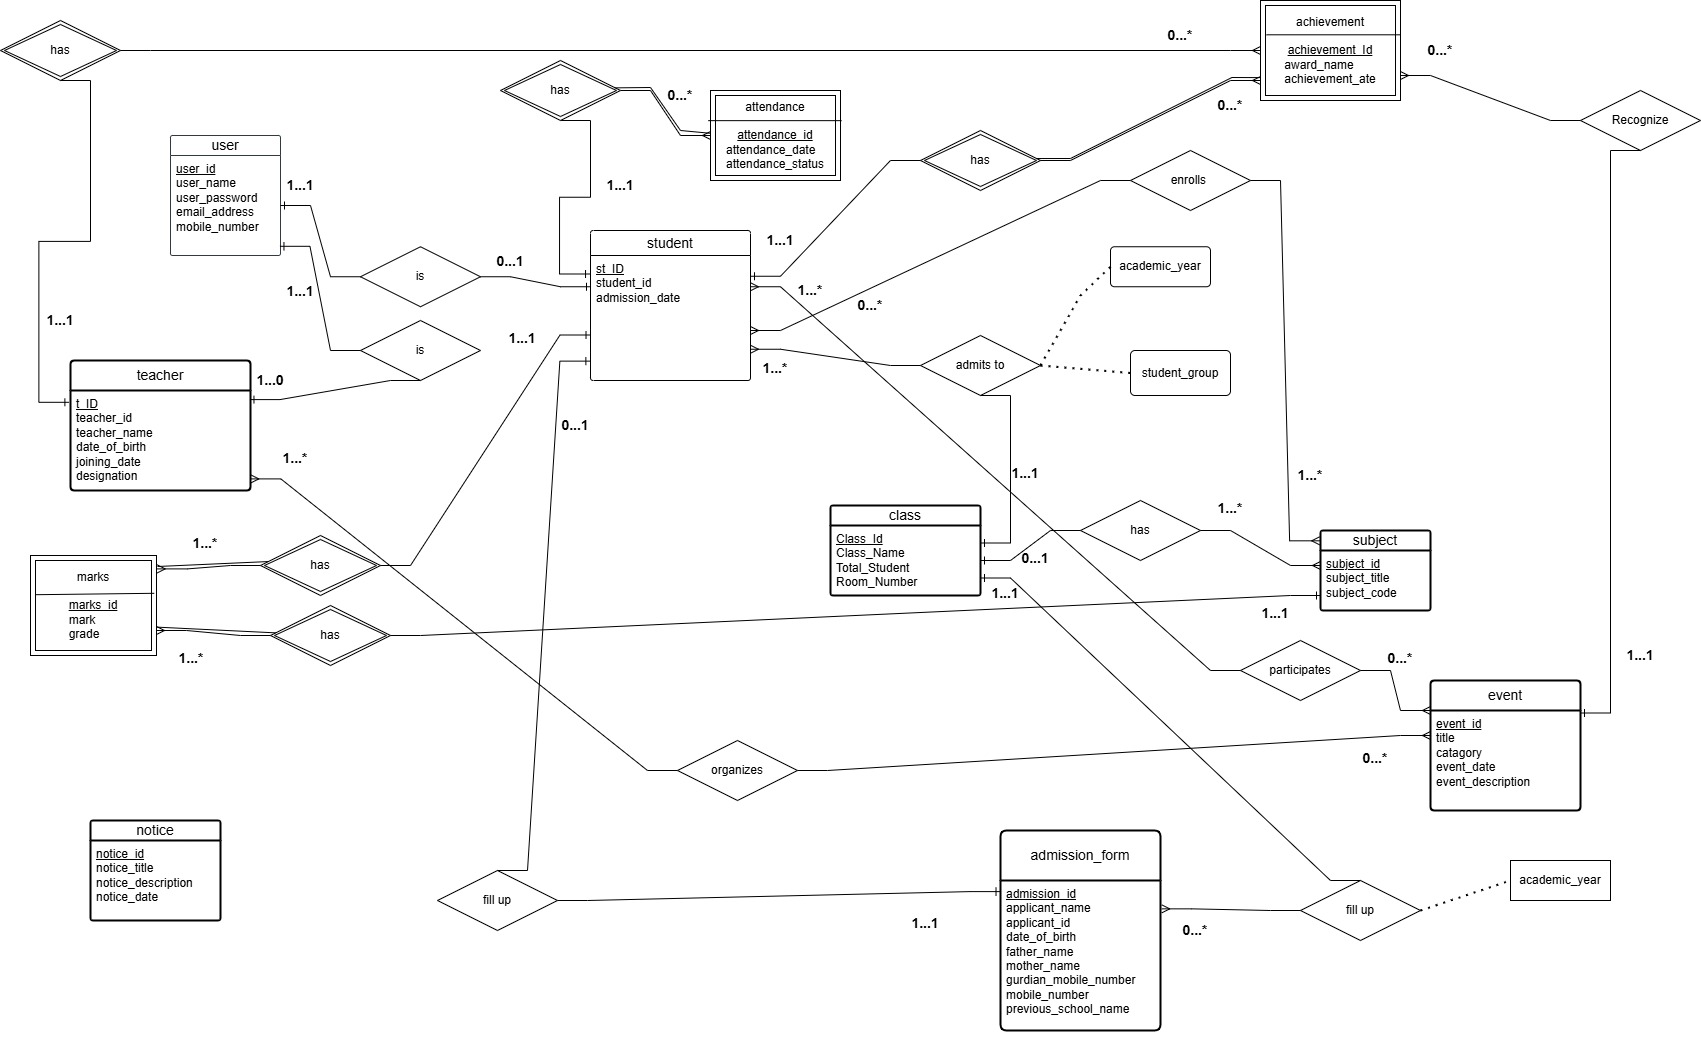 achievement
achievement_Id
award_name
achievement_ate
has
0...*
0...*
has
0...*
attendance
attendance_id
attendance_date
attendance_status
0...*
Recognize
user
user_id
user_name
user_password
email_address
mobile_number
1...1
1...1
has
enrolls
1...1
student
st_ID
student_id
admission_date
is
0...1
1...1
1...*
0...*
academic_year
1...1
1...1
is
1...1
admits to
student_group
1...*
teacher
t_ID
teacher_id
teacher_name
date_of_birth
joining_date
designation
1...0
1...*
0...1
1...1
1...*
class
Class_Id
Class_Name
Total_Student
Room_Number
has
1...*
0...1
1...1
subject
subject_id
subject_title
subject_code
1...1
1...*
marks
marks_id
mark
grade
has
has
1...*
participates
0...*
1...1
event
event_id
title
catagory
event_date
event_description
organizes
0...*
notice
notice_id
notice_title
notice_description
notice_date
fill up
1...1
admission_form
admission_id
applicant_name
applicant_id
date_of_birth
father_name
mother_name
gurdian_mobile_number
mobile_number
previous_school_name
0...*
fill up
academic_year